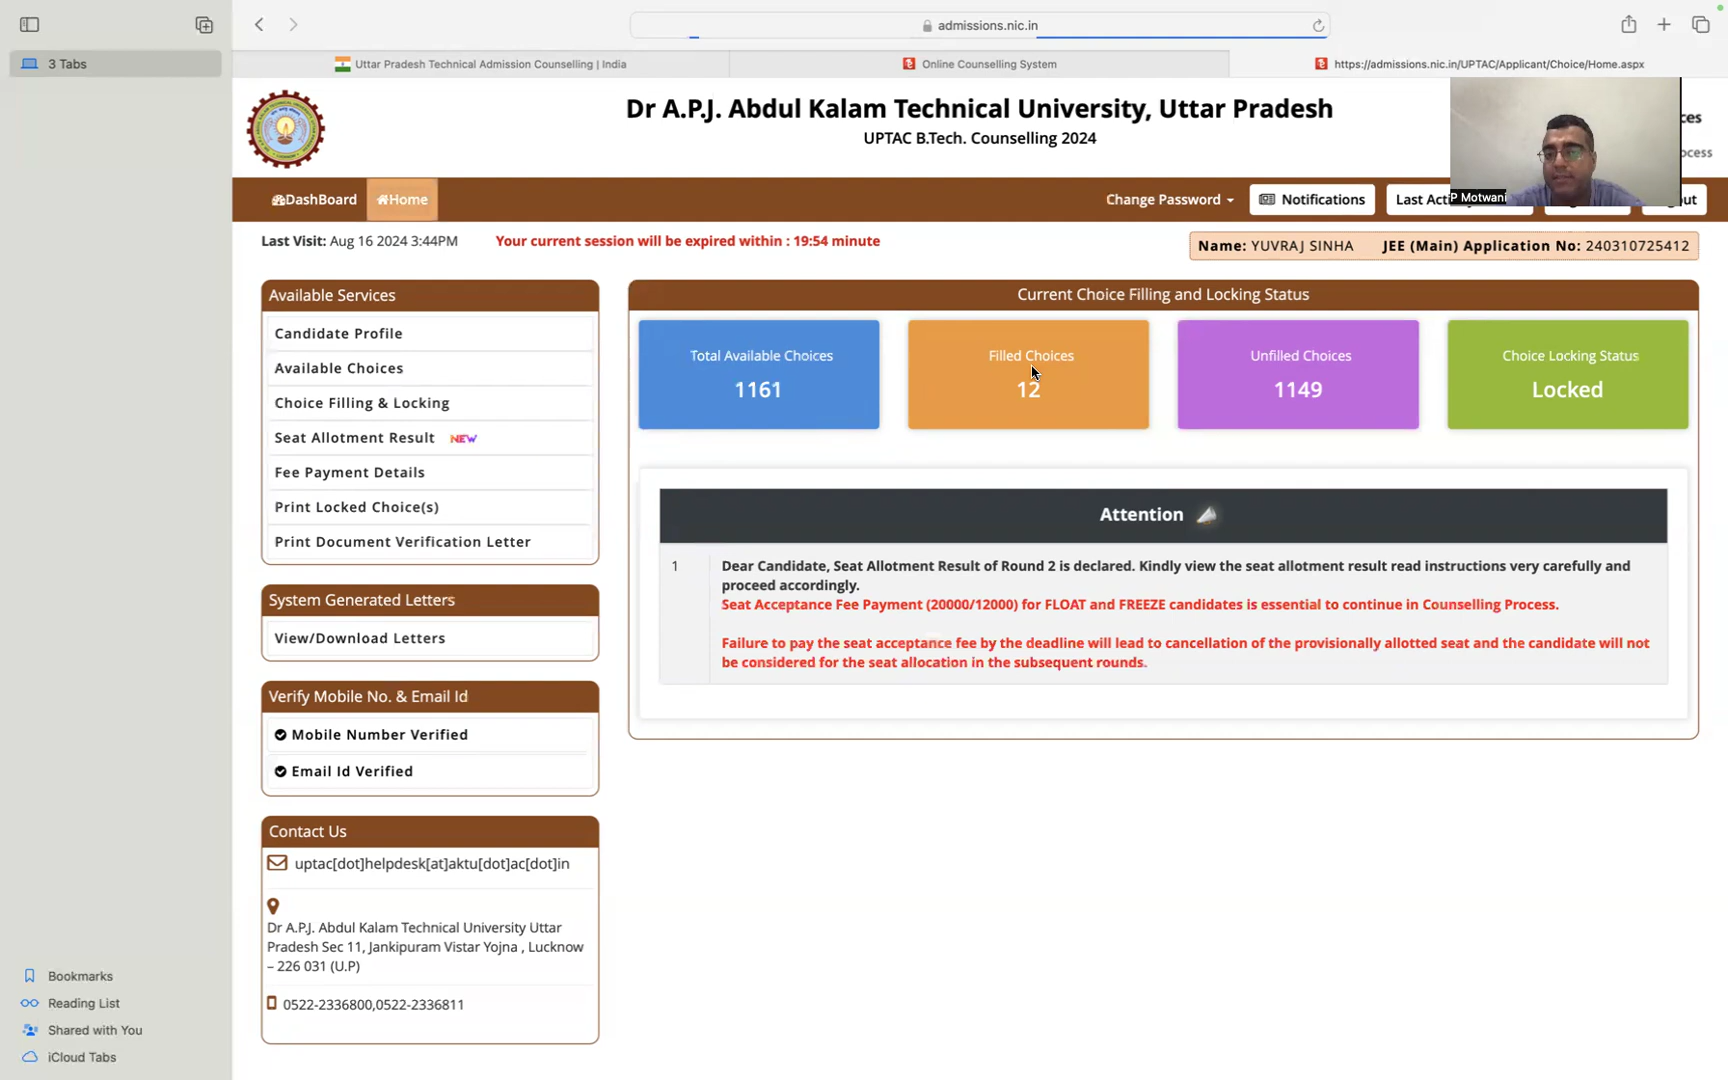 3 Tabs
admissions.nic.in
Uttar Pradesh Technical Admission Counselling | India
Online Counselling System
https://admissions.nic.in/UPTAC/Applicant/Choice/Home.aspx
Dr A.P.J. Abdul Kalam Technical University, Uttar Pradesh
UPTAC B.Tech. Counselling 2024
ces
ocess
P Motwani
DashBoard
Home
Change Password
Notifications
Last Acti
out
Last Visit: Aug 16 2024 3:44PM
Your current session will be expired within : 19:54 minute
Name: YUVRAJ SINHA JEE (Main) Application No: 240310725412
Available Services
Candidate Profile
Available Choices
Choice Filling & Locking
Seat Allotment Result NEW
Fee Payment Details
Print Locked Choice(s)
Print Document Verification Letter
System Generated Letters
View/Download Letters
Verify Mobile No. & Email Id
Mobile Number Verified
Email Id Verified
Contact Us
uptac[dot]helpdesk[at]aktu[dot]ac[dot]in
Dr A.P.J. Abdul Kalam Technical University Uttar
Pradesh Sec 11, Jankipuram Vistar Yojna , Lucknow
– 226 031 (U.P)
0522-2336800,0522-2336811
Current Choice Filling and Locking Status
Total Available Choices
1161
Filled Choices
12
Unfilled Choices
1149
Choice Locking Status
Locked
Attention
1
Dear Candidate, Seat Allotment Result of Round 2 is declared. Kindly view the seat allotment result read instructions very carefully and
proceed accordingly.
Seat Acceptance Fee Payment (20000/12000) for FLOAT and FREEZE candidates is essential to continue in Counselling Process.
Failure to pay the seat acceptance fee by the deadline will lead to cancellation of the provisionally allotted seat and the candidate will not
be considered for the seat allocation in the subsequent rounds.
Bookmarks
Reading List
Shared with You
iCloud Tabs